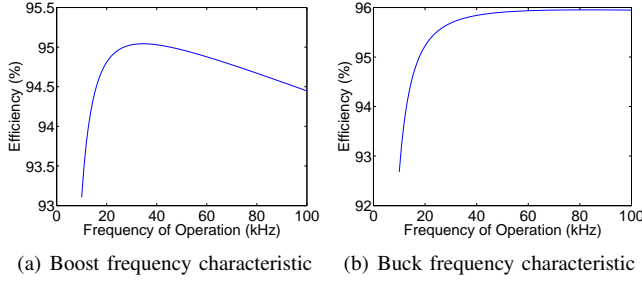 95.5
95
94.5
94
93.5
93
0 20 40 60 80 100
Efficiency (%)
Frequency of Operation (kHz)
(a) Boost frequency characteristic
96
95
94
93
92
0 20 40 60 80 100
Efficiency (%)
Frequency of Operation (kHz)
(b) Buck frequency characteristic